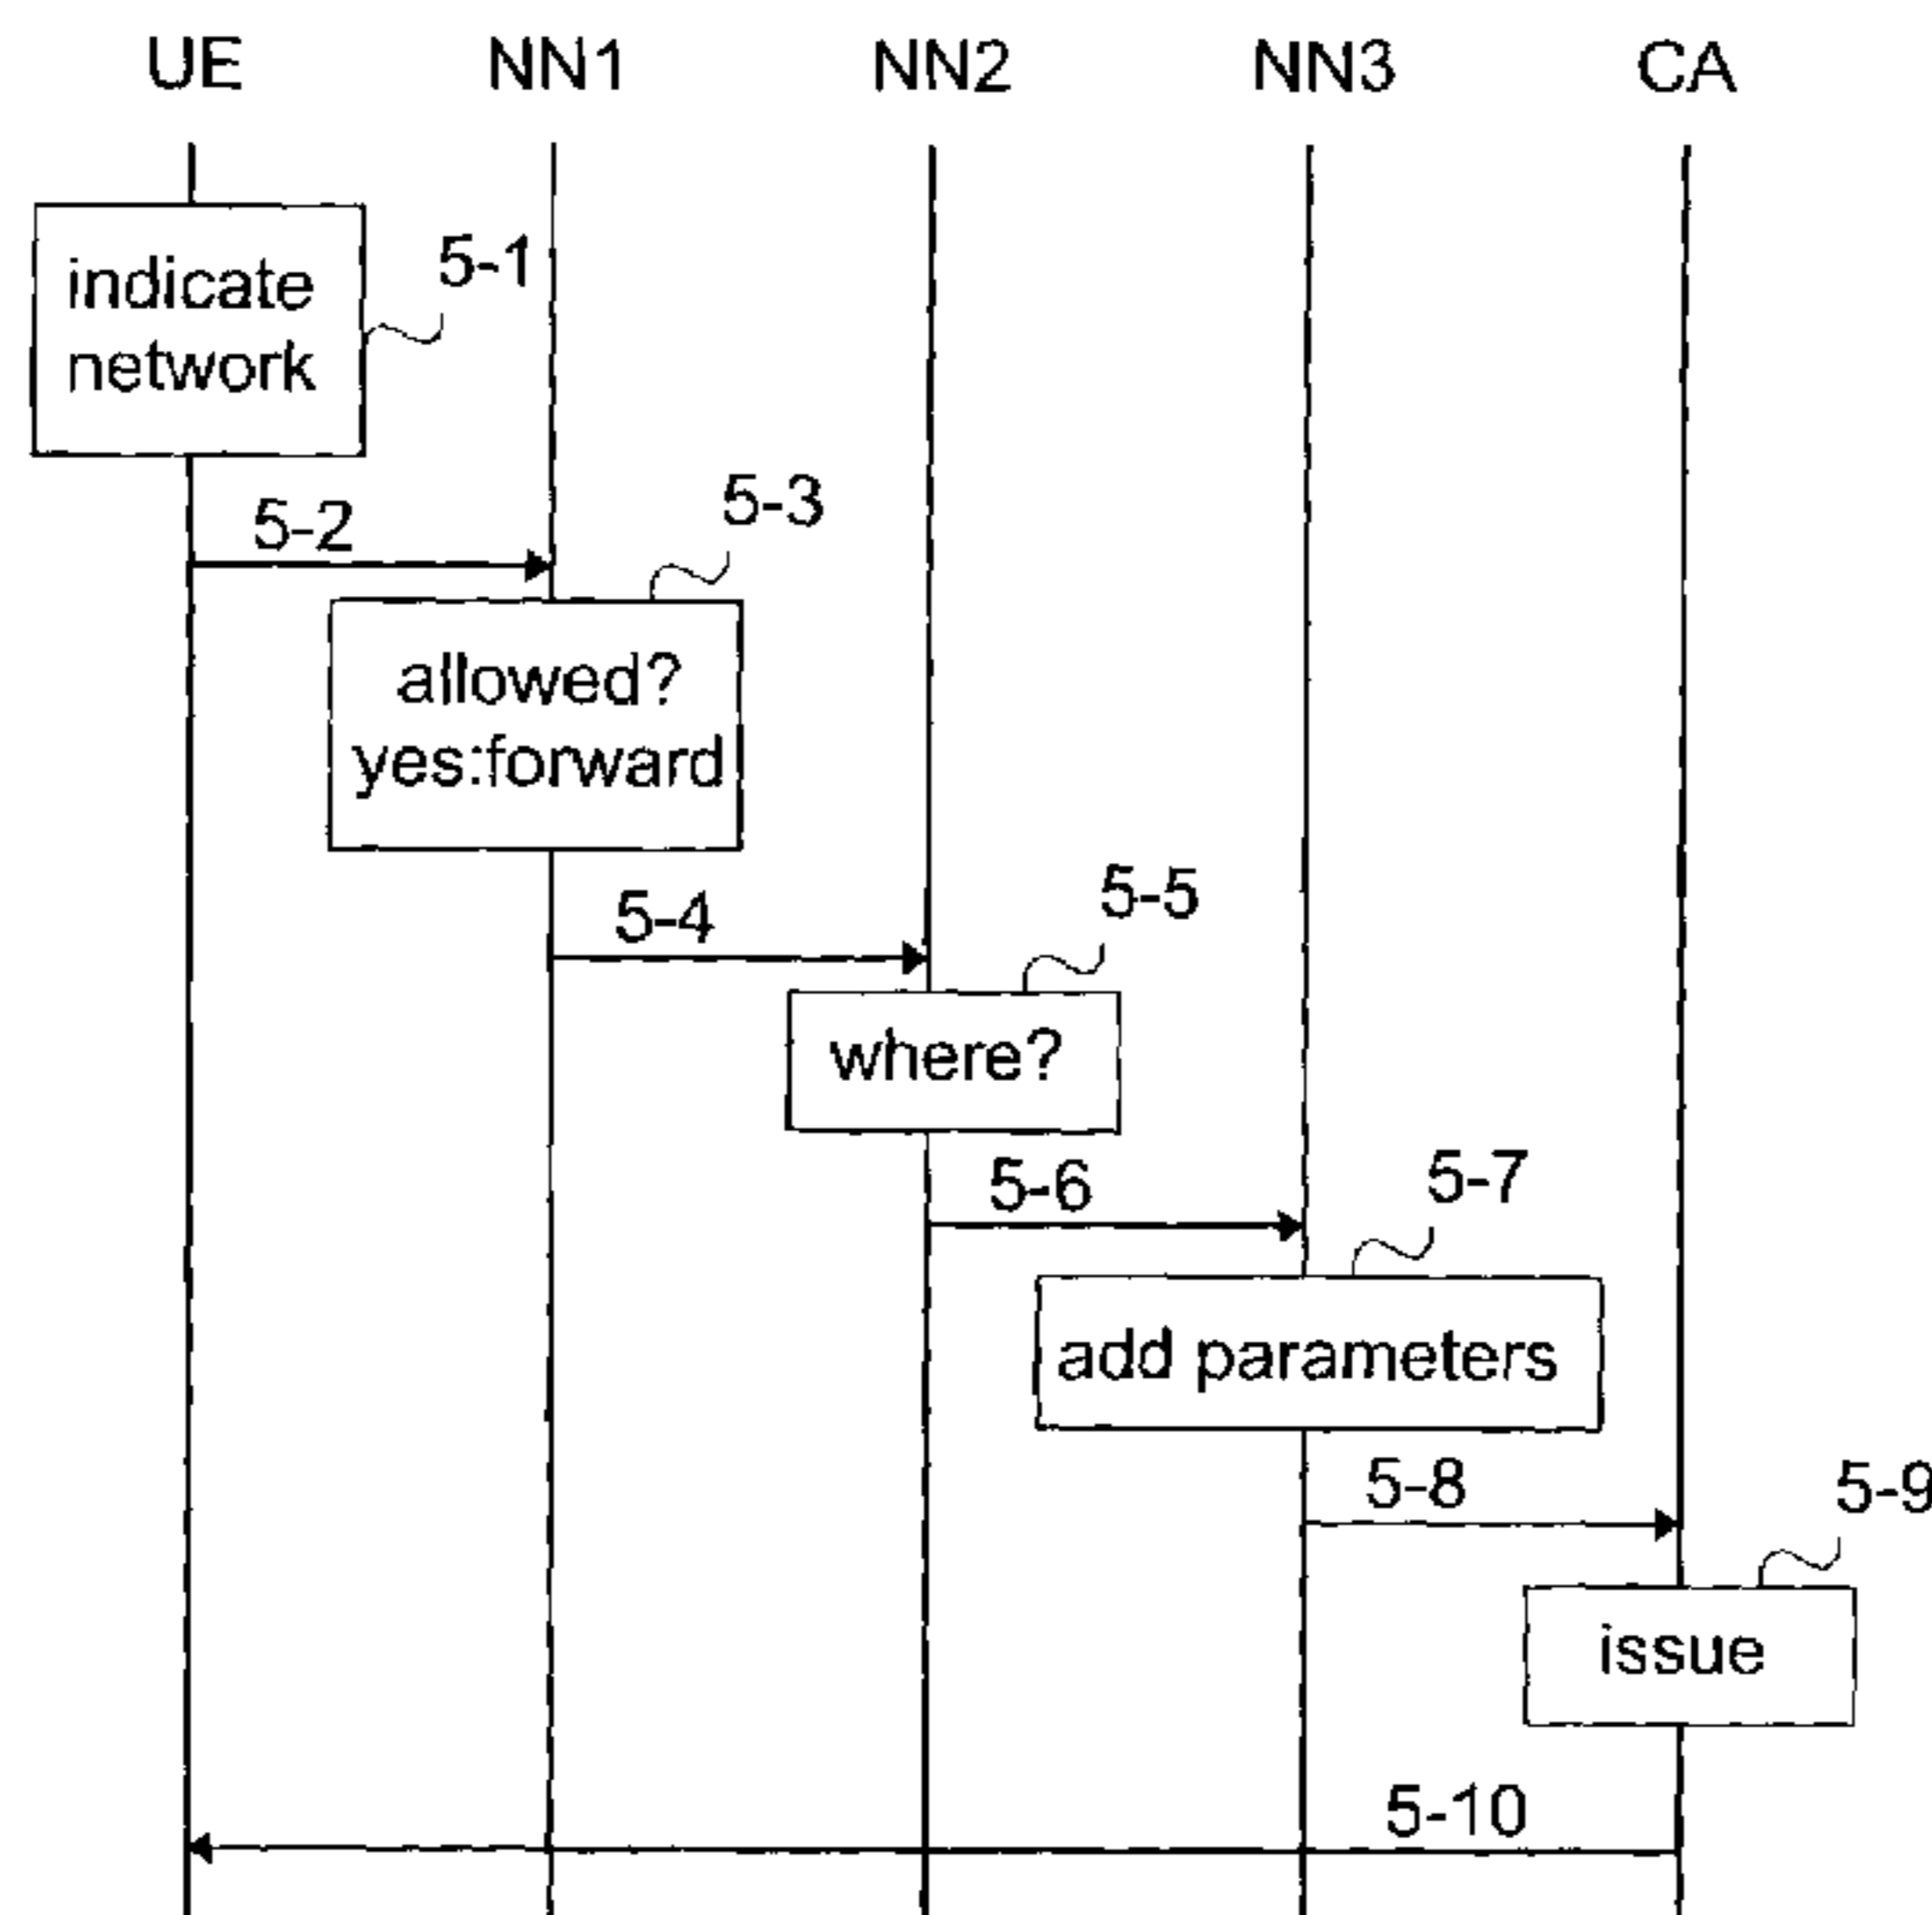 UE NN1 NN2 NN3 CA
5-1
indicate
network
5-2
5-3
allowed?
yes:forward
5-4
5-5
where?
5-6
5-7
add parameters
5-8
5-9
issue
5-10